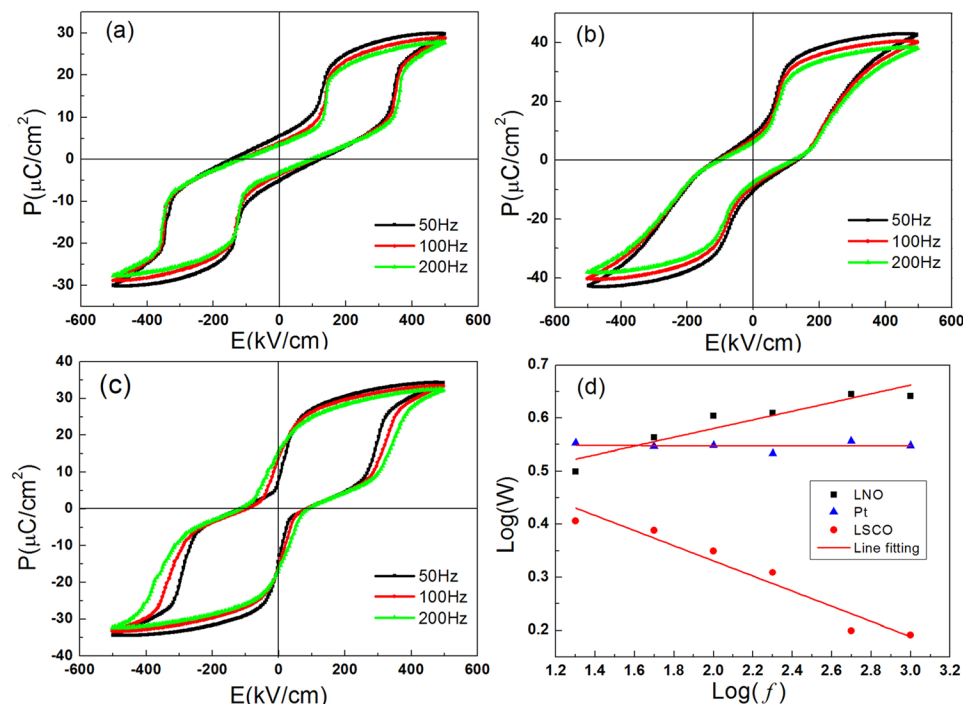 (a)
P(μC/cm²)
30
20
10
0
-10
-20
-30
-600 -400 -200 0 200 400 600
E(kV/cm)
50Hz
100Hz
200Hz
(b)
P(μC/cm²)
40
20
0
-20
-40
-600 -400 -200 0 200 400 600
E(kV/cm)
50Hz
100Hz
200Hz
(c)
P(μC/cm²)
40
30
20
10
0
-10
-20
-30
-40
-600 -400 -200 0 200 400 600
E(kV/cm)
50Hz
100Hz
200Hz
(d)
Log(W)
0.7
0.6
0.5
0.4
0.3
0.2
1.2 1.4 1.6 1.8 2.0 2.2 2.4 2.6 2.8 3.0 3.2
Log(f)
LNO
Pt
LSCO
Line fitting